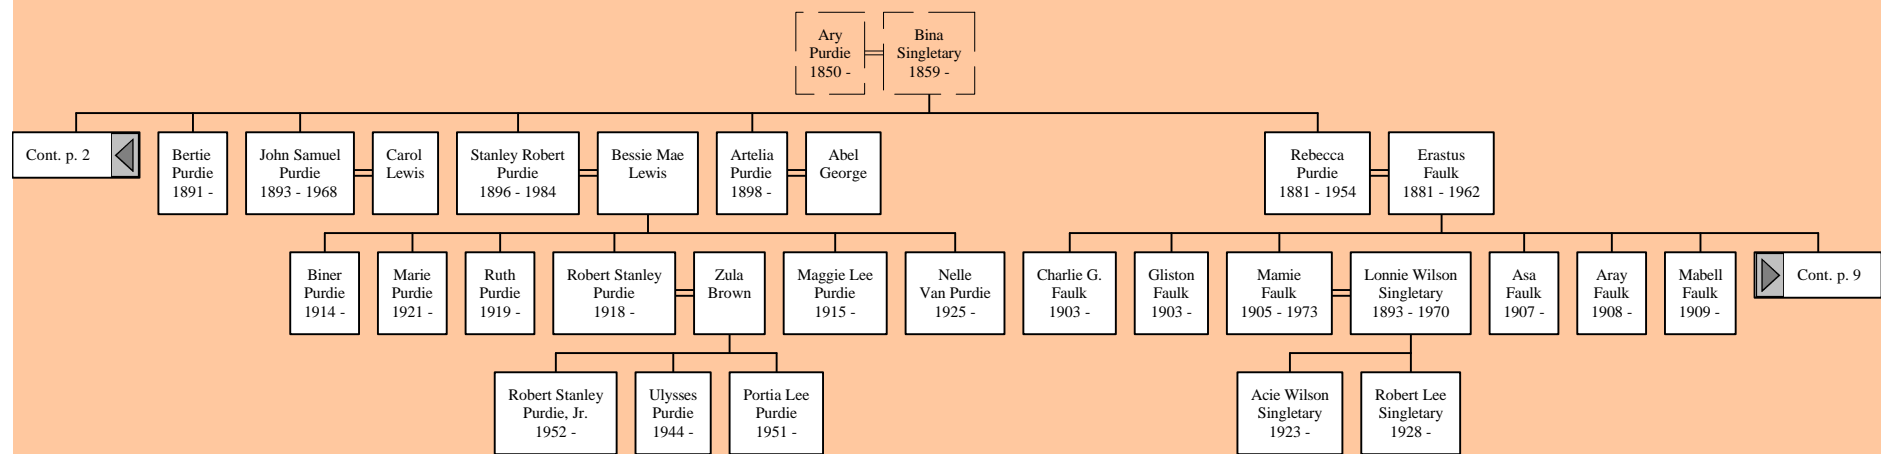 Ary
Purdie
1850 -
Bina
Singletary
1859 -
Cont. p. 2
Bertie
Purdie
1891 -
John Samuel
Purdie
1893 - 1968
Carol
Lewis
Stanley Robert
Purdie
1896 - 1984
Bessie Mae
Lewis
Artelia
Purdie
1898 -
Abel
George
Rebecca
Purdie
1881 - 1954
Erastus
Faulk
1881 - 1962
Biner
Purdie
1914 -
Marie
Purdie
1921 -
Ruth
Purdie
1919 -
Robert Stanley
Purdie
1918 -
Zula
Brown
Maggie Lee
Purdie
1915 -
Nelle
Van Purdie
1925 -
Charlie G.
Faulk
1903 -
Gliston
Faulk
1903 -
Mamie
Faulk
1905 - 1973
Lonnie Wilson
Singletary
1893 - 1970
Asa
Faulk
1907 -
Aray
Faulk
1908 -
Mabell
Faulk
1909 -
Cont. p. 9
Robert Stanley
Purdie, Jr.
1952 -
Ulysses
Purdie
1944 -
Portia Lee
Purdie
1951 -
Acie Wilson
Singletary
1923 -
Robert Lee
Singletary
1928 -